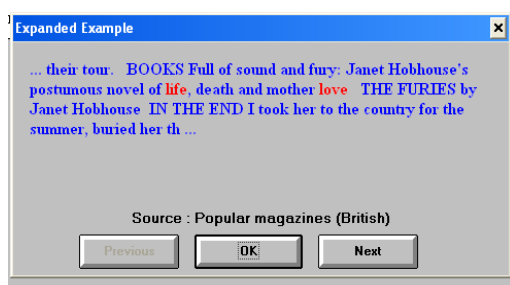 Expanded Example
... their tour. BOOKS Full of sound and fury: Janet Hobhouse's
postumous novel of life, death and mother love THE FURIES by
Janet Hobhouse IN THE END I took her to the country for the
summer, buried her th ...
Source : Popular magazines (British)
Previous OK Next